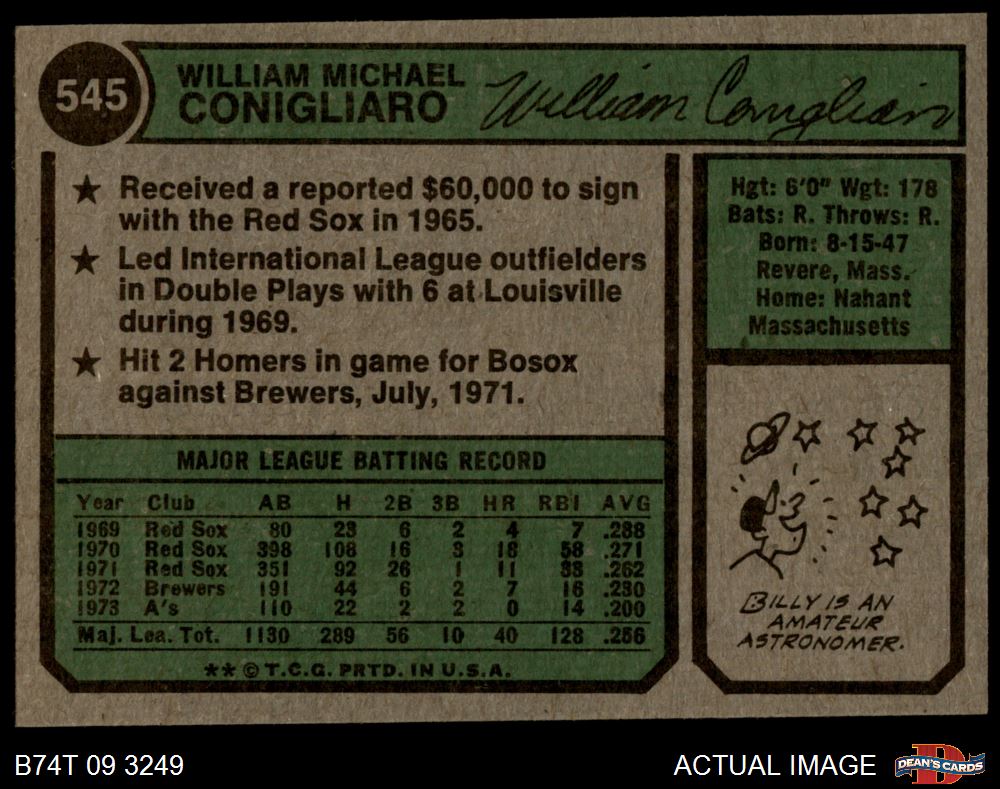 545
WILLIAM MICHAEL
CONIGLIARO
William Conigliaro
★ Received a reported $60,000 to sign
with the Red Sox in 1965.
★ Led International League outfielders
in Double Plays with 6 at Louisville
during 1969.
★ Hit 2 Homers in game for Bosox
against Brewers, July, 1971.
Hgt: 6'0" Wgt: 178
Bats: R. Throws: R.
Born: 8-15-47
Revere, Mass.
Home: Nahant
Massachusetts
MAJOR LEAGUE BATTING RECORD
Year Club AB H 2B 3B HR RBI AVG
1969 Red Sox 80 23 6 2 4 7 .288
1970 Red Sox 398 108 16 3 18 58 .271
1971 Red Sox 351 92 26 1 11 33 .262
1972 Brewers 191 44 6 2 7 16 .230
1973 A's 110 22 2 2 0 14 .200
Maj. Lea. Tot. 1130 289 56 10 40 128 .256
** © T.C.G. PRTD. IN U.S.A.
BILLY IS AN
AMATEUR
ASTRONOMER.
B74T 09 3249
ACTUAL IMAGE
DEAN'S CARDS